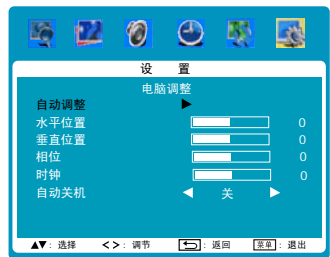 设 置
电脑调整
自动调整 ▶
水平位置 0
垂直位置 0
相位 0
时钟 0
自动关机 ◀ 关 ▶
▲▼: 选择 <>: 调节 : 返回 菜单: 退出